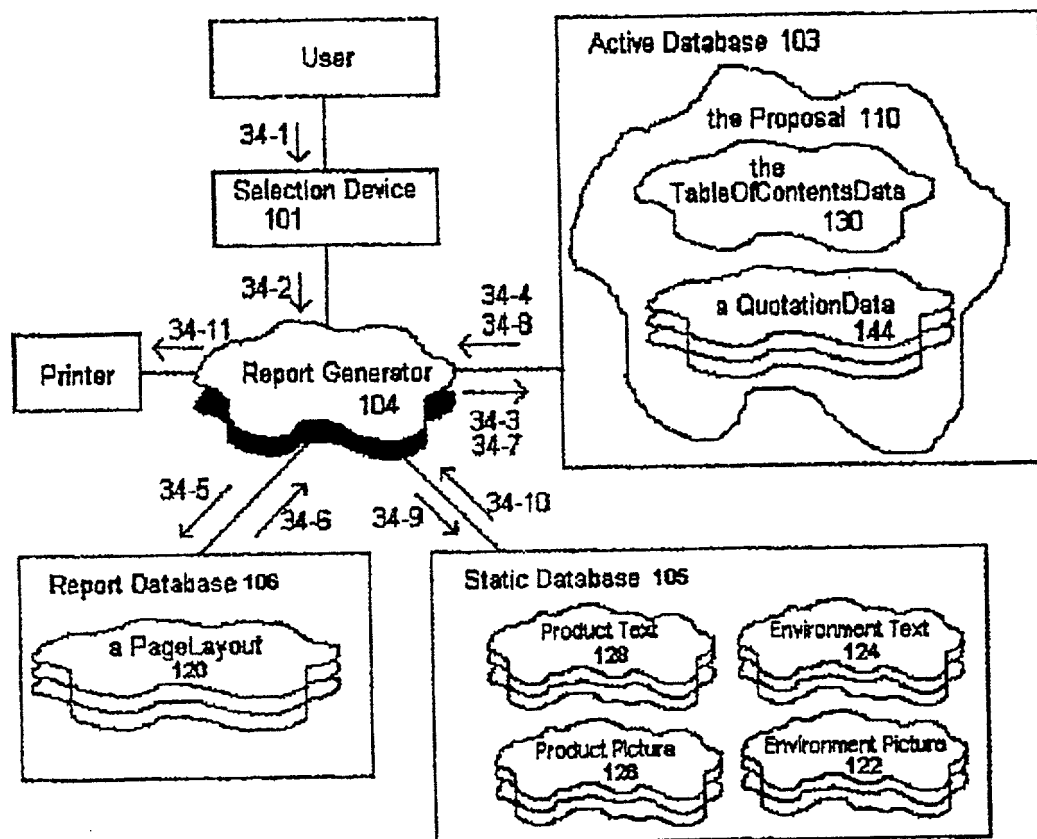 User
34-1
Selection Device
101
34-2
34-11
Printer
Report Generator
104
34-4
34-8
34-3
34-7
Active Database 103
the Proposal 110
the
TableOfContentsData
130
a QuotationData
144
34-5
34-6
34-9
34-10
Report Database 106
a PageLayout
120
Static Database 105
Product Text
128
Environment Text
124
Product Picture
126
Environment Picture
122